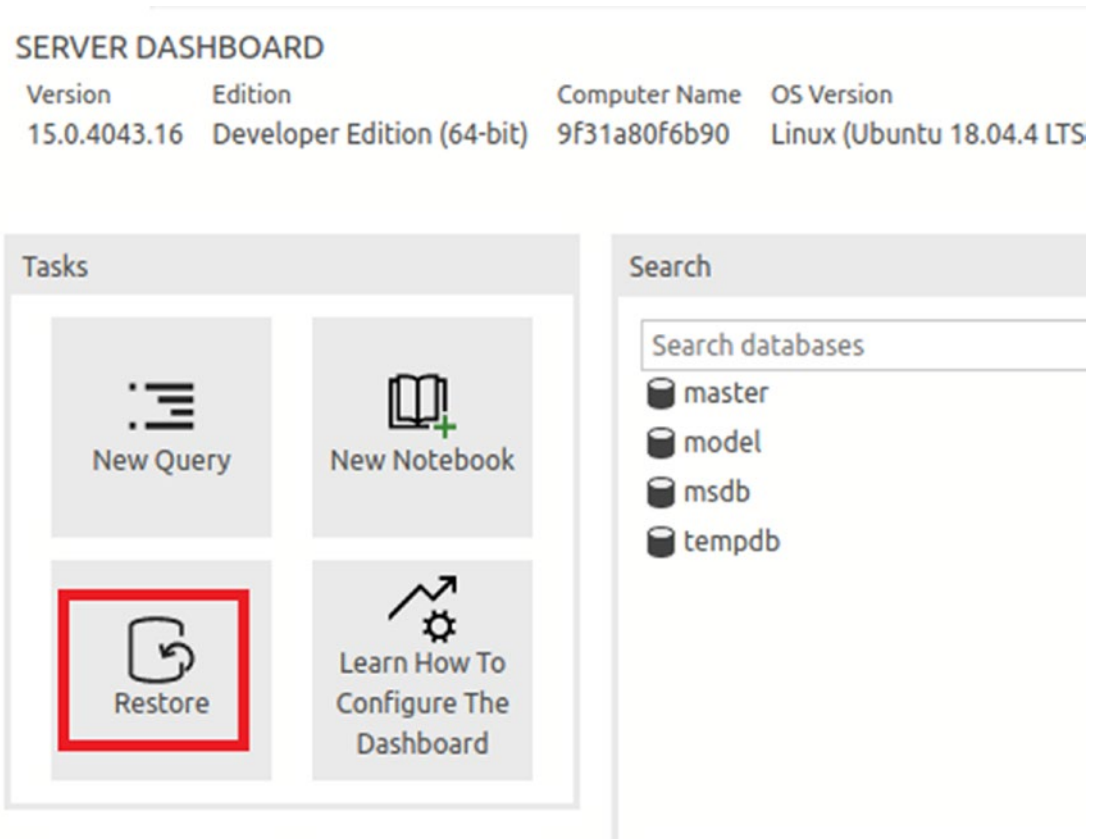 SERVER DASHBOARD
Version Edition Computer Name OS Version
15.0.4043.16 Developer Edition (64-bit) 9f31a80f6b90 Linux (Ubuntu 18.04.4 LTS
Tasks
New Query
New Notebook
Restore
Learn How To
Configure The
Dashboard
Search
Search databases
master
model
msdb
tempdb